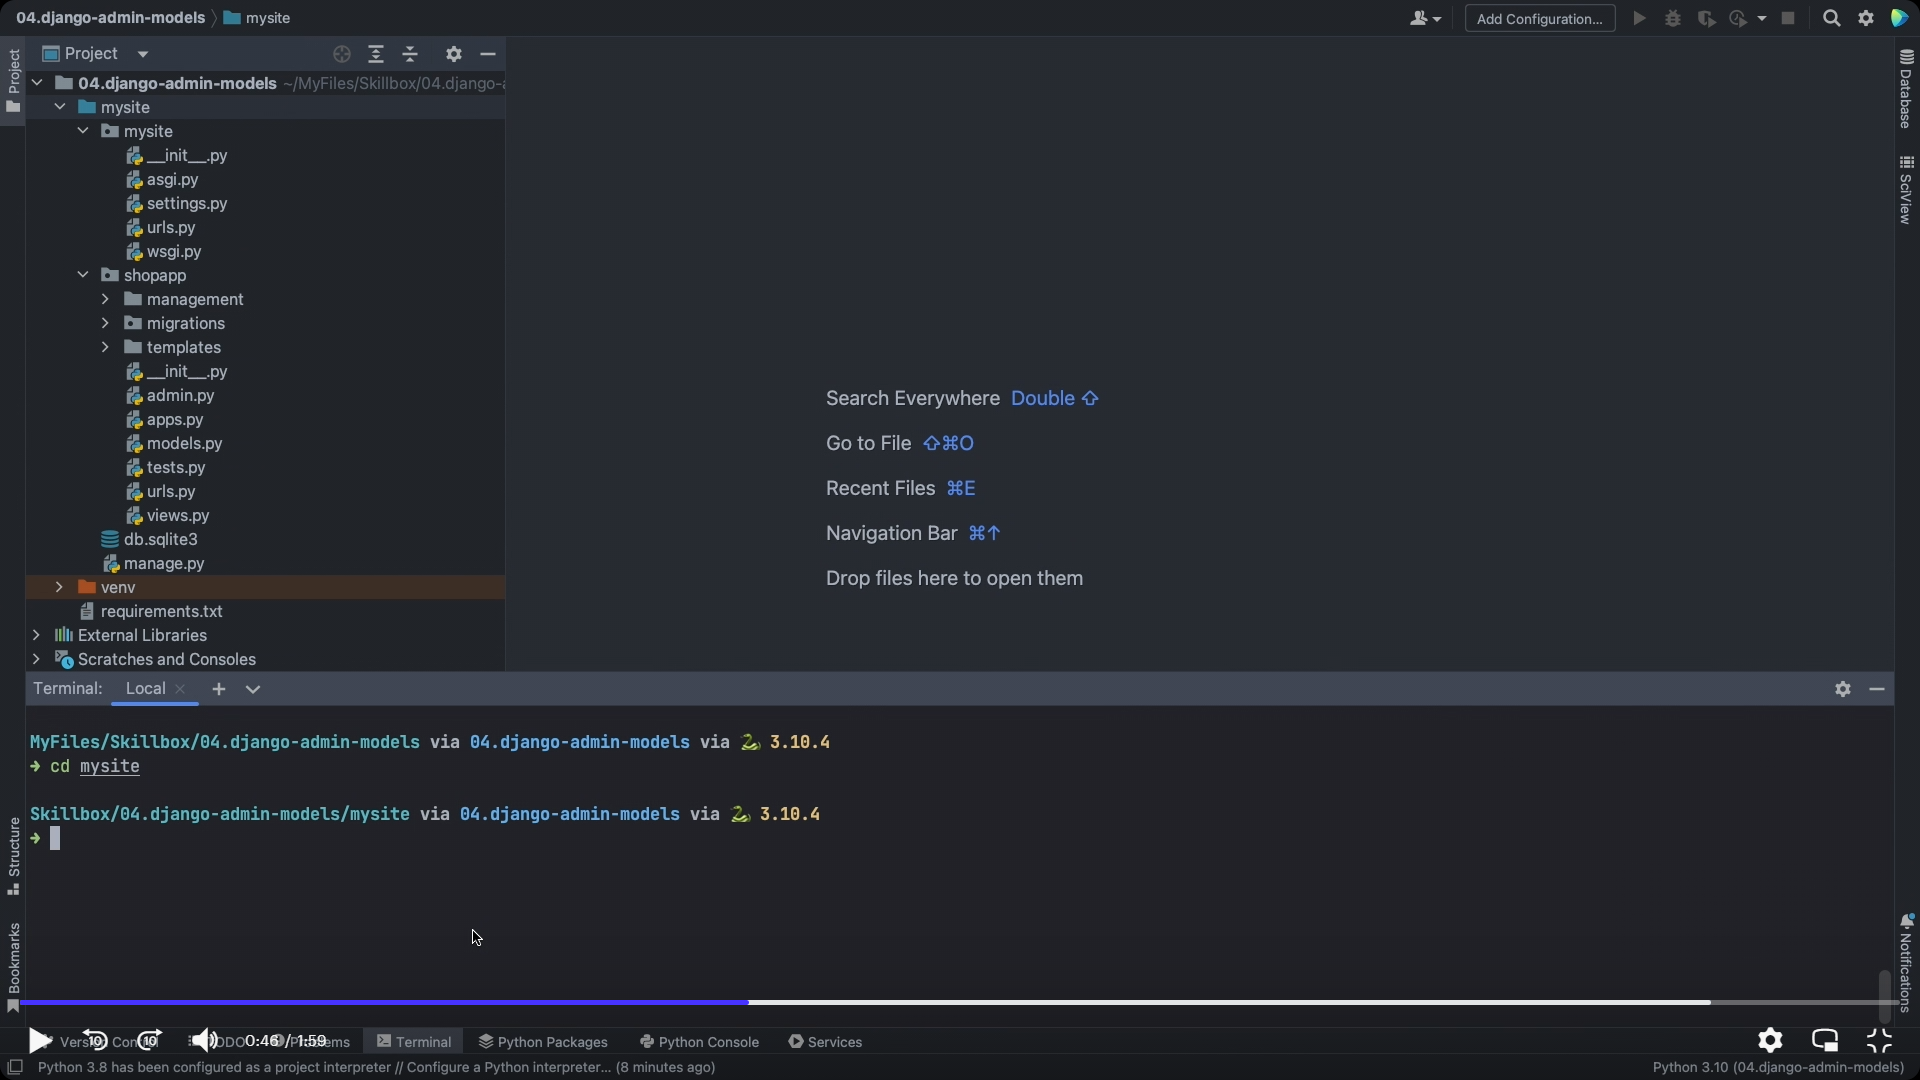 04.django-admin-models
mysite
Add Configuration...
Project
Project
04.django-admin-models ~/MyFiles/Skillbox/04.django-a
mysite
mysite
__init__.py
asgi.py
settings.py
urls.py
wsgi.py
shopapp
management
migrations
templates
__init__.py
admin.py
apps.py
models.py
tests.py
urls.py
views.py
db.sqlite3
manage.py
venv
requirements.txt
External Libraries
Scratches and Consoles
Search Everywhere Double ⇧
Go to File ⇧⌘O
Recent Files ⌘E
Navigation Bar ⌘↑
Drop files here to open them
Database
SciView
Terminal: Local
MyFiles/Skillbox/04.django-admin-models via 04.django-admin-models via 🐍 3.10.4
→ cd mysite
Skillbox/04.django-admin-models/mysite via 04.django-admin-models via 🐍 3.10.4
→
Structure
Bookmarks
Notifications
10
10
0:46 / 1:59
Terminal
Python Packages
Python Console
Services
Python 3.8 has been configured as a project interpreter // Configure a Python interpreter... (8 minutes ago)
Python 3.10 (04.django-admin-models)